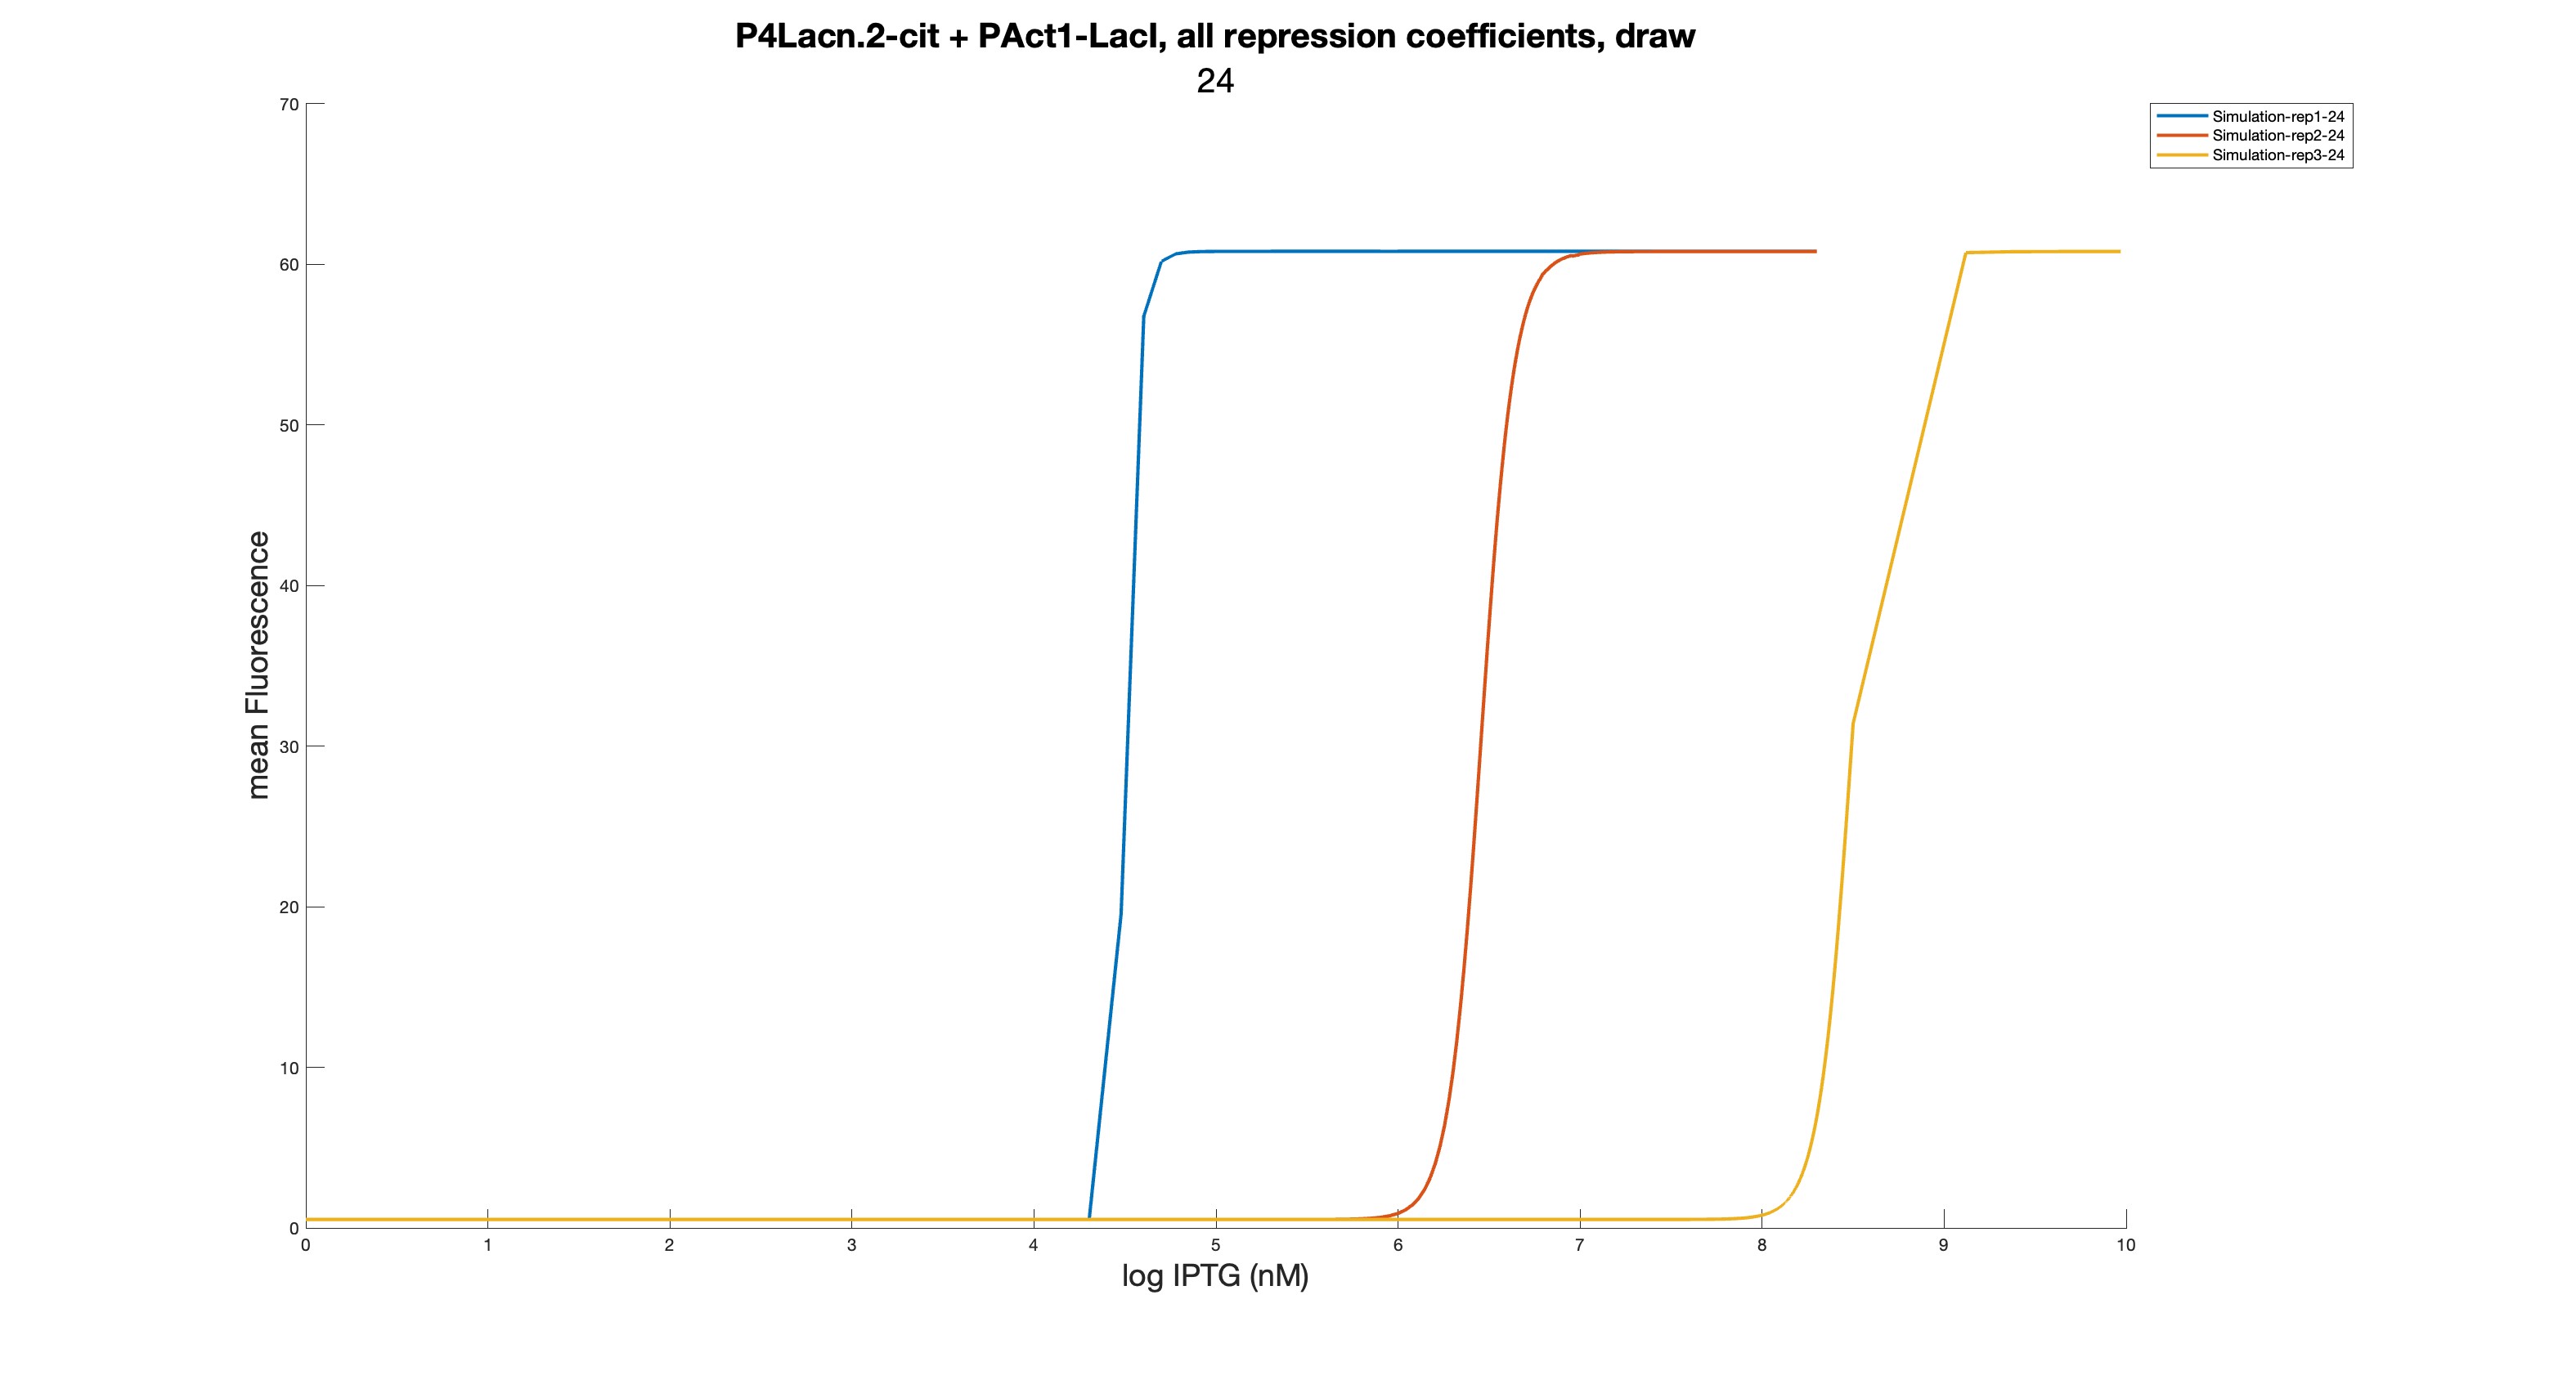 P4Lacn.2-cit + PAct1-LacI, all repression coefficients, draw
24
Simulation-rep1-24
Simulation-rep2-24
Simulation-rep3-24
70
60
50
40
30
20
10
0
mean Fluorescence
0 1 2 3 4 5 6 7 8 9 10
log IPTG (nM)